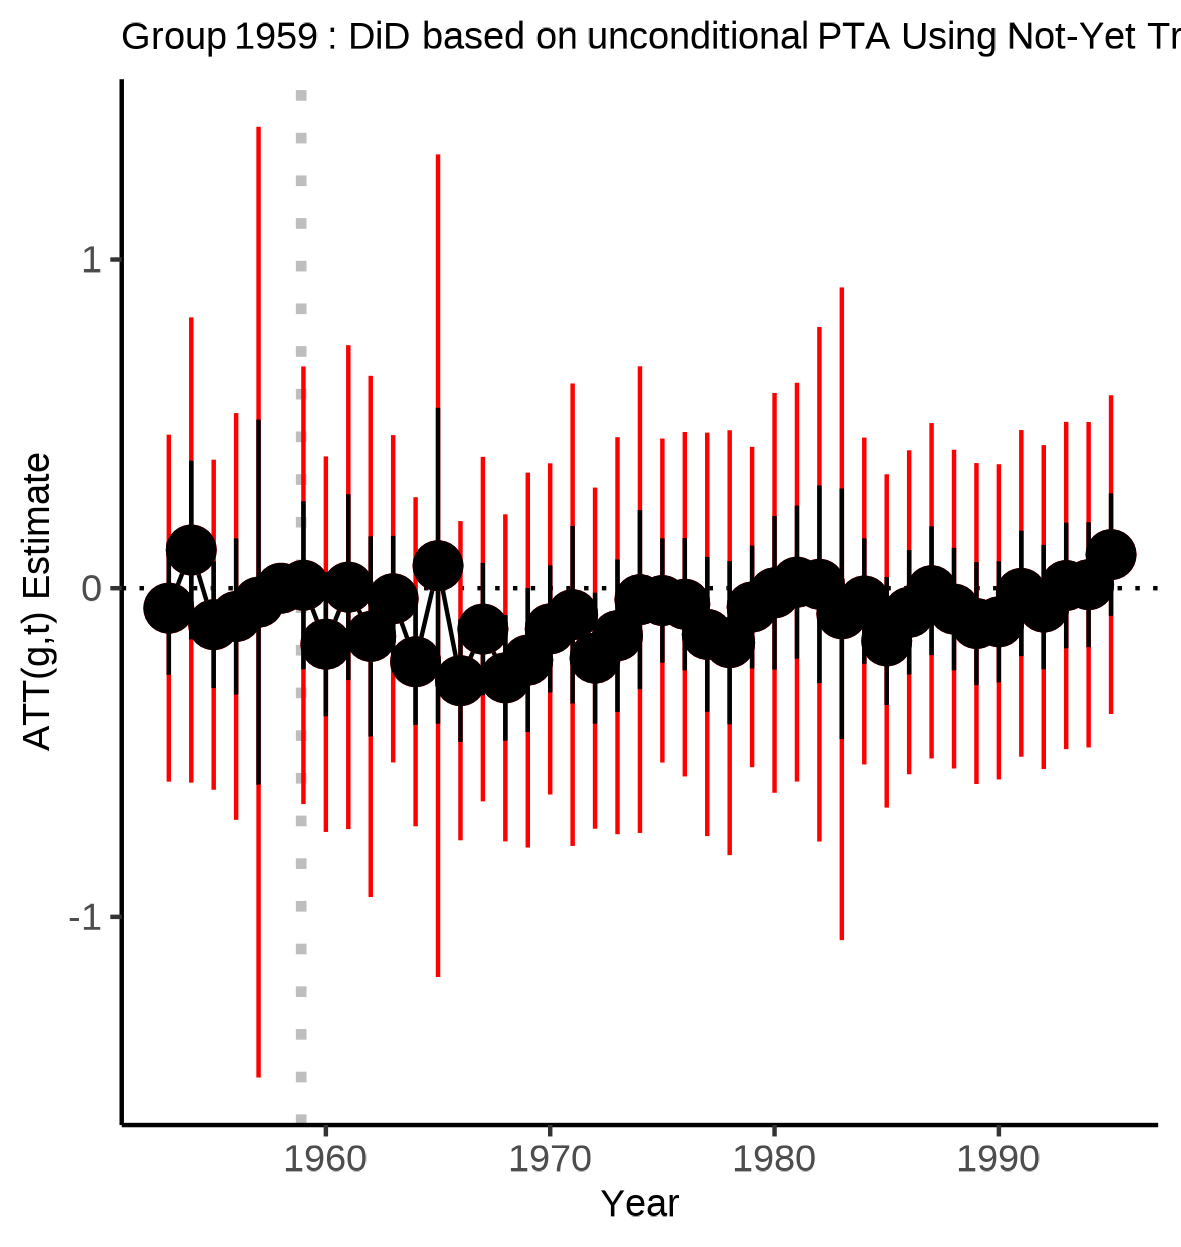 Group 1959 : DiD based on unconditional PTA Using Not-Yet Tr
1
0
-1
ATT(g,t) Estimate
1960 1970 1980 1990
Year